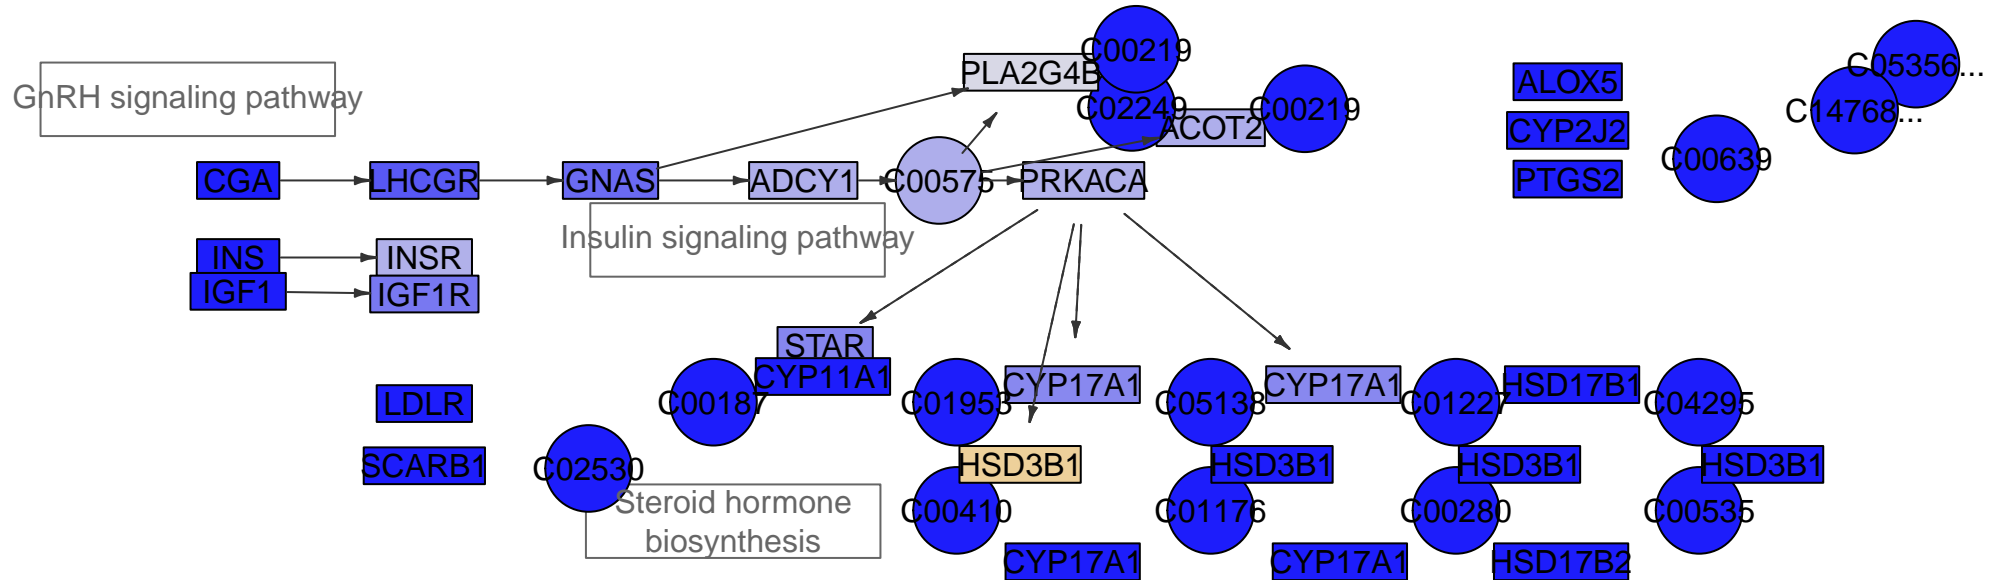 C00219
C05356...
PLA2G4B
ALOX5
GnRH signaling pathway
C02249
C00219
C14768...
ACOT2
CYP2J2
C00639
CGA
LHCGR
GNAS
ADCY1
C00575
PRKACA
PTGS2
Insulin signaling pathway
INS
INSR
IGF1
IGF1R
STAR
CYP11A1
CYP17A1
CYP17A1
HSD17B1
LDLR
C00187
C01953
C05138
C01227
C04295
SCARB1
C02530
HSD3B1
HSD3B1
HSD3B1
HSD3B1
Steroid hormone
biosynthesis
C00410
C01176
C00280
C00535
CYP17A1
CYP17A1
HSD17B2